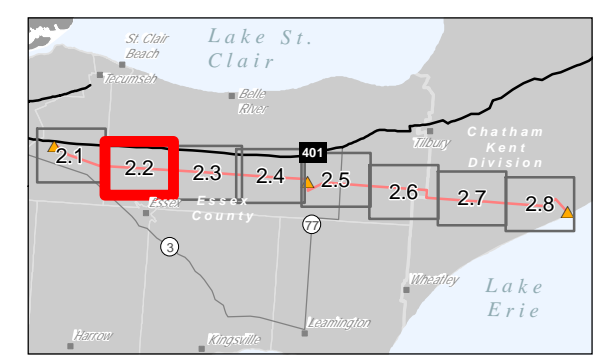 St. Clair
Beach
Lake St.
Clair
Tecumseh
Belle
River
401
Tilbury
Chatham
Kent
Division
2.1
2.2
2.3
2.4
2.5
2.6
2.7
2.8
Essex
Essex
County
77
3
Wheatley
Lake
Erie
Harrow
Kingsville
Leamington